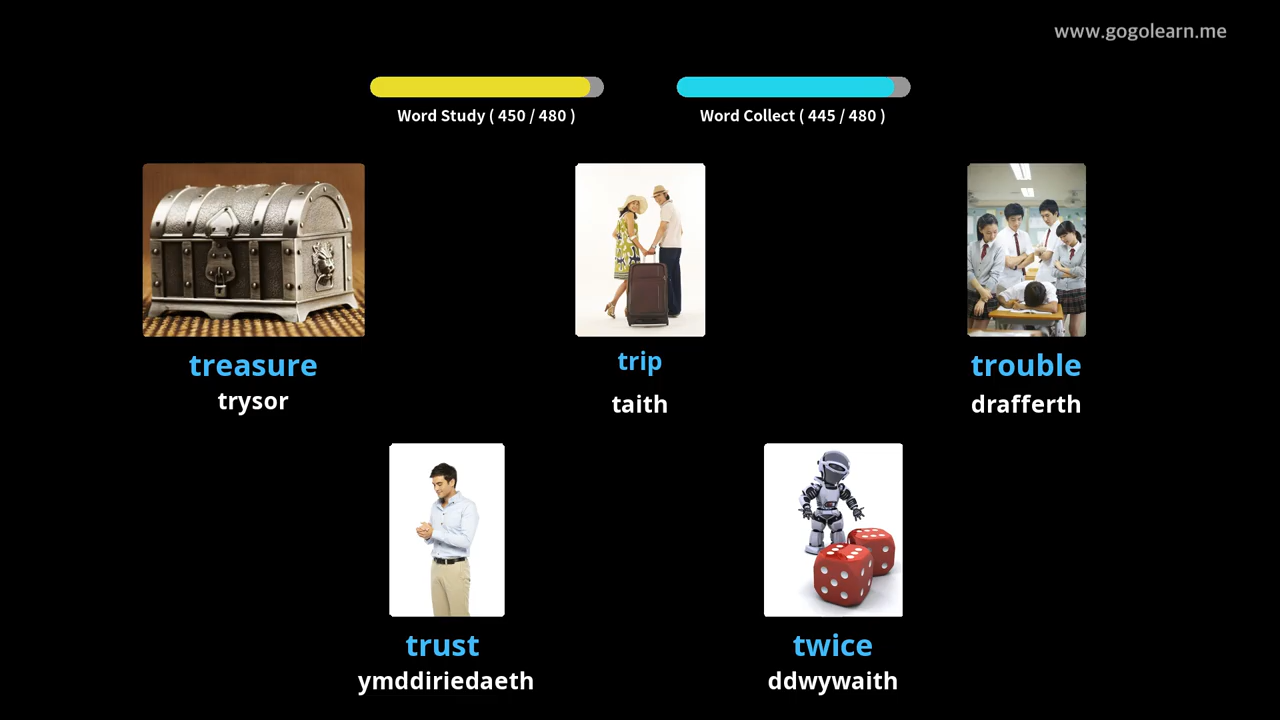 www.gogolearn.me
Word Study ( 450 / 480 )
Word Collect ( 445 / 480 )
treasure
trysor
trip
taith
trouble
drafferth
trust
ymddiriedaeth
twice
ddwywaith